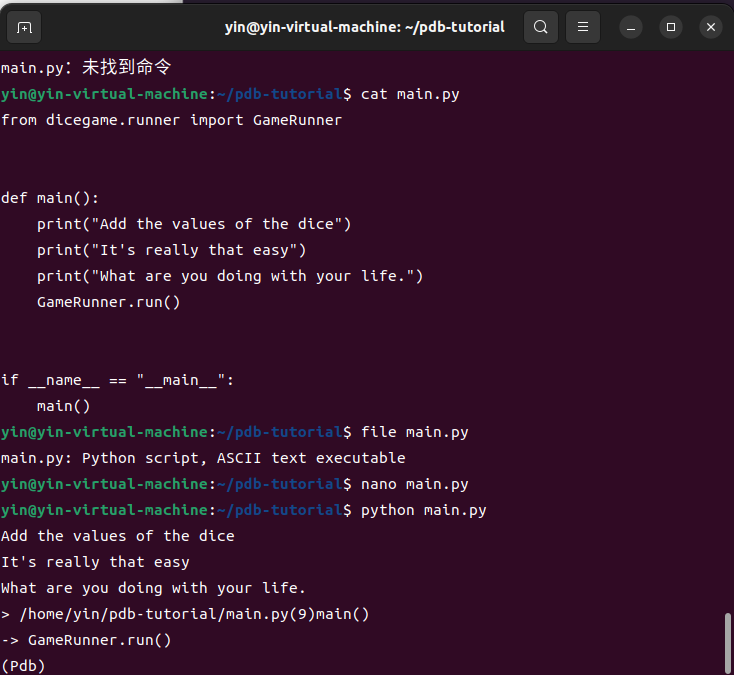 yin@yin-virtual-machine: ~/pdb-tutorial
main.py：未找到命令
yin@yin-virtual-machine:~/pdb-tutorial$ cat main.py
from dicegame.runner import GameRunner
def main():
    print("Add the values of the dice")
    print("It's really that easy")
    print("What are you doing with your life.")
    GameRunner.run()
if __name__ == "__main__":
    main()
yin@yin-virtual-machine:~/pdb-tutorial$ file main.py
main.py: Python script, ASCII text executable
yin@yin-virtual-machine:~/pdb-tutorial$ nano main.py
yin@yin-virtual-machine:~/pdb-tutorial$ python main.py
Add the values of the dice
It's really that easy
What are you doing with your life.
> /home/yin/pdb-tutorial/main.py(9)main()
-> GameRunner.run()
(Pdb)